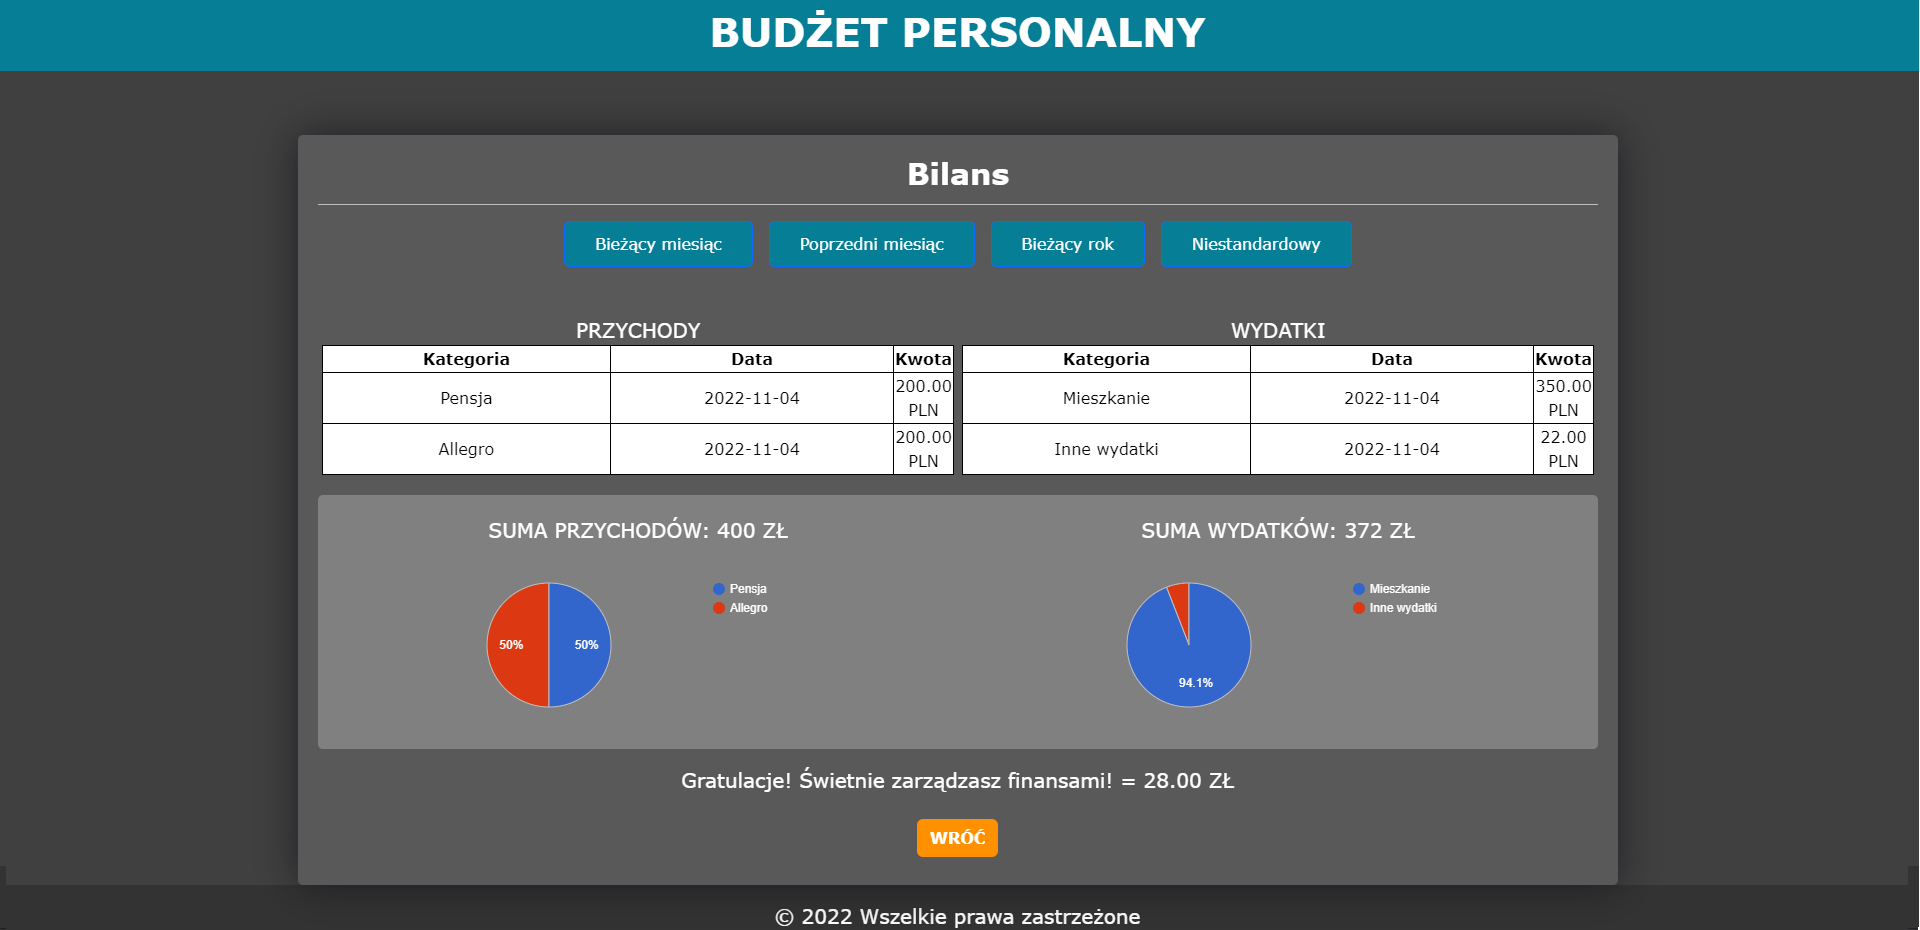 BUDŻET PERSONALNY
Bilans
Bieżący miesiąc Poprzedni miesiąc Bieżący rok Niestandardowy
PRZYCHODY
Kategoria Data Kwota
Pensja 2022-11-04 200.00 PLN
Allegro 2022-11-04 200.00 PLN
WYDATKI
Kategoria Data Kwota
Mieszkanie 2022-11-04 350.00 PLN
Inne wydatki 2022-11-04 22.00 PLN
SUMA PRZYCHODÓW: 400 ZŁ
50% 50%
Pensja
Allegro
SUMA WYDATKÓW: 372 ZŁ
94.1%
Mieszkanie
Inne wydatki
Gratulacje! Świetnie zarządzasz finansami! = 28.00 ZŁ
WRÓĆ
© 2022 Wszelkie prawa zastrzeżone